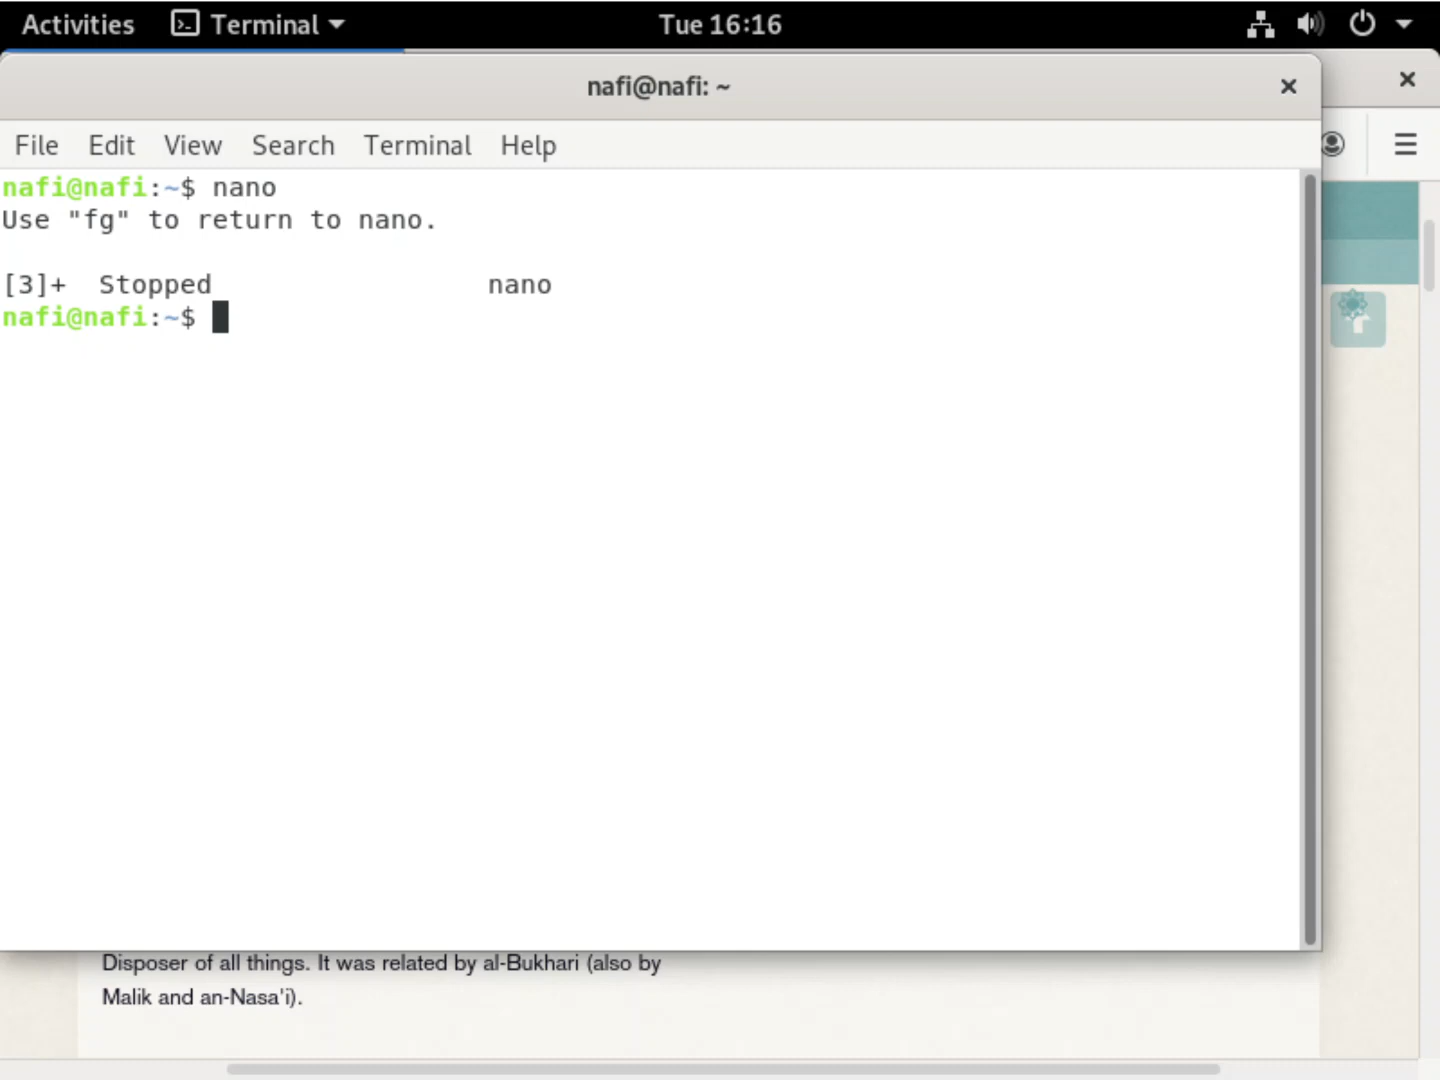 Activities Terminal Tue 16:16
nafi@nafi: ~
File Edit View Search Terminal Help
nafi@nafi:~$ nano
Use "fg" to return to nano.
[3]+  Stopped                 nano
nafi@nafi:~$
Disposer of all things. It was related by al-Bukhari (also by
Malik and an-Nasa'i).